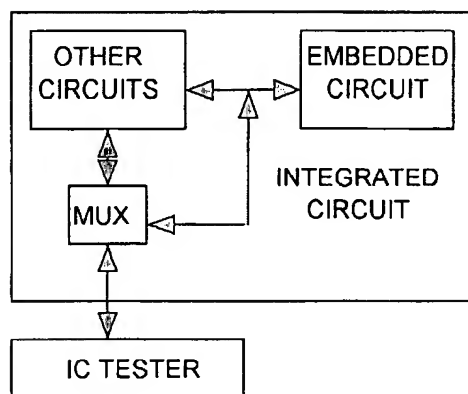 OTHER
CIRCUITS
EMBEDDED
CIRCUIT
INTEGRATED
CIRCUIT
MUX
IC TESTER